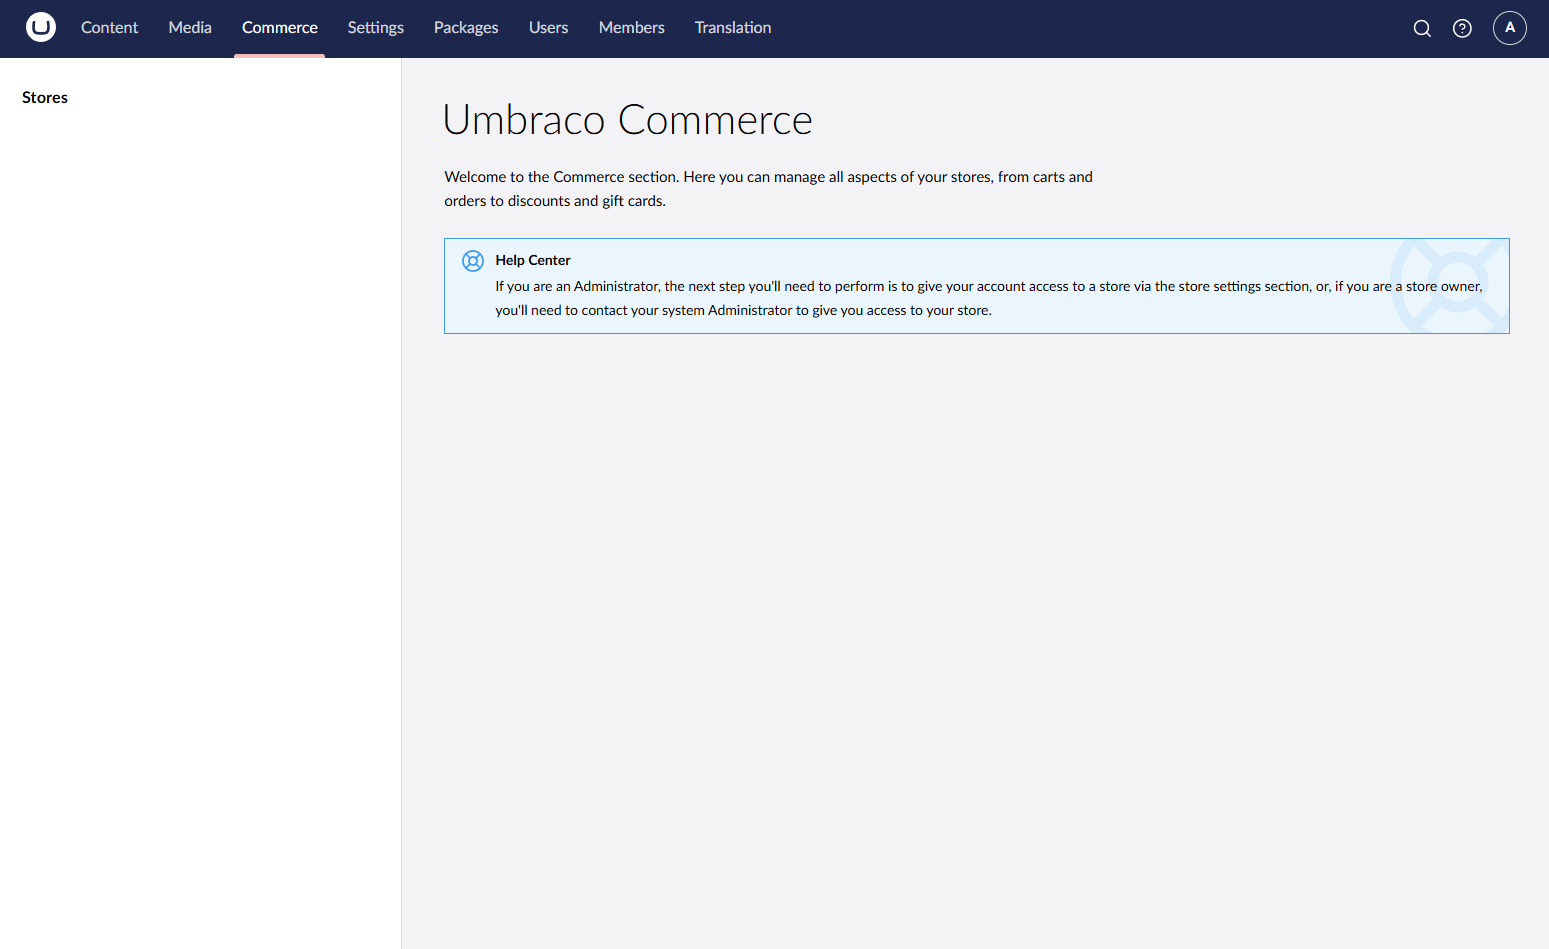 Content Media Commerce Settings Packages Users Members Translation A
Stores
Umbraco Commerce
Welcome to the Commerce section. Here you can manage all aspects of your stores, from carts and
orders to discounts and gift cards.
Help Center
If you are an Administrator, the next step you'll need to perform is to give your account access to a store via the store settings section, or, if you are a store owner,
you'll need to contact your system Administrator to give you access to your store.